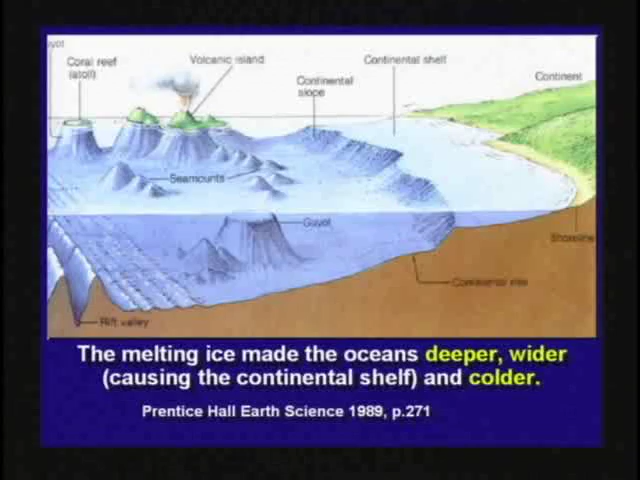 uyot
Coral reef
(atoll)
Volcanic island
Continental
slope
Continental shelf
Continent
Seamounts
Guyot
Shoreline
Continental rise
Rift valley
The melting ice made the oceans deeper, wider
(causing the continental shelf) and colder.
Prentice Hall Earth Science 1989, p.271